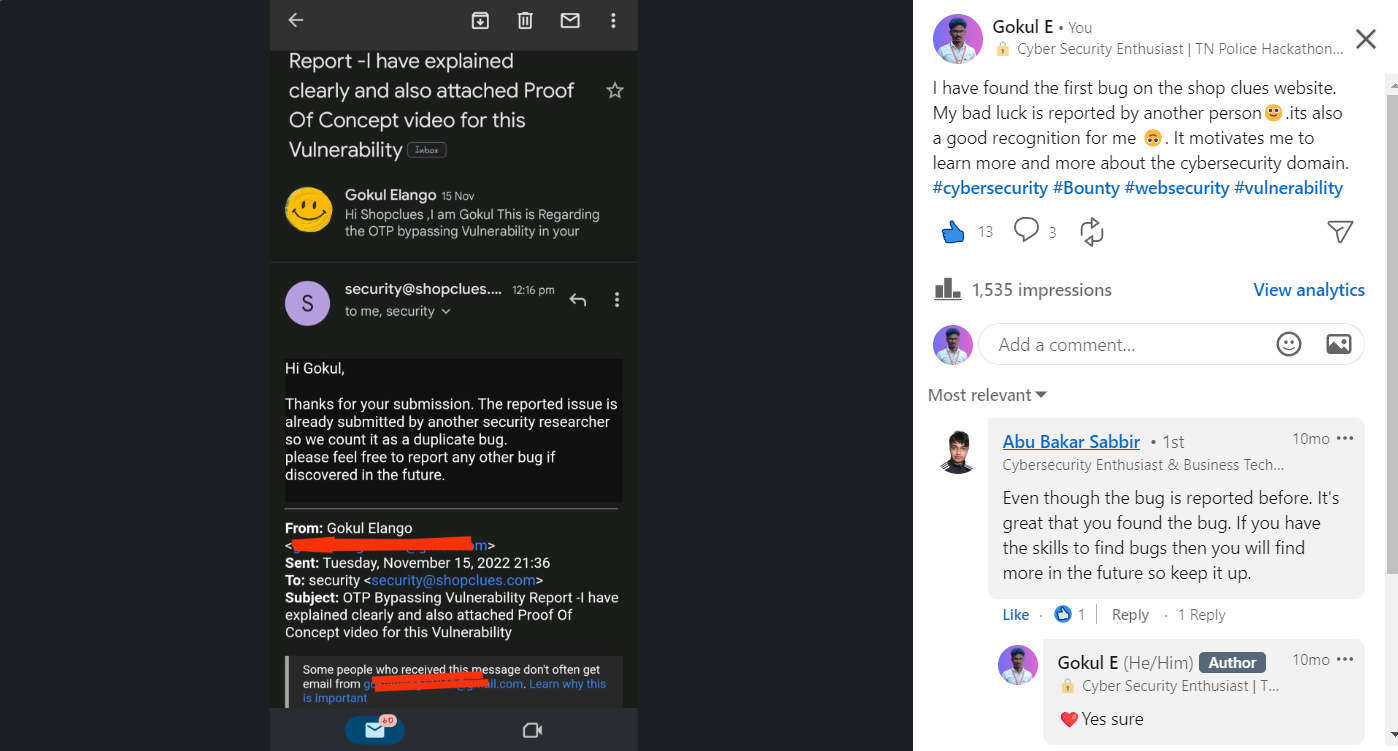 Report -I have explained
clearly and also attached Proof
Of Concept video for this
Vulnerability Inbox
Gokul Elango 15 Nov
Hi Shopclues ,I am Gokul This is Regarding
the OTP bypassing Vulnerability in your
S
security@shopclues.... 12:16 pm
to me, security
Hi Gokul,
Thanks for your submission. The reported issue is
already submitted by another security researcher
so we count it as a duplicate bug.
please feel free to report any other bug if
discovered in the future.
From: Gokul Elango
<
m>
Sent: Tuesday, November 15, 2022 21:36
To: security <security@shopclues.com>
Subject: OTP Bypassing Vulnerability Report -I have
explained clearly and also attached Proof Of
Concept video for this Vulnerability
Some people who received this message don't often get
email from ail.com. Learn why this
is important
60
Gokul E • You
🔒 Cyber Security Enthusiast | TN Police Hackathon...
I have found the first bug on the shop clues website.
My bad luck is reported by another person🙂.its also
a good recognition for me 🙃. It motivates me to
learn more and more about the cybersecurity domain.
#cybersecurity #Bounty #websecurity #vulnerability
13 3
1,535 impressions View analytics
Add a comment...
Most relevant
Abu Bakar Sabbir • 1st 10mo
Cybersecurity Enthusiast & Business Tech...
Even though the bug is reported before. It's
great that you found the bug. If you have
the skills to find bugs then you will find
more in the future so keep it up.
Like · 1 | Reply · 1 Reply
Gokul E (He/Him) Author 10mo
🔒 Cyber Security Enthusiast | T...
❤️Yes sure